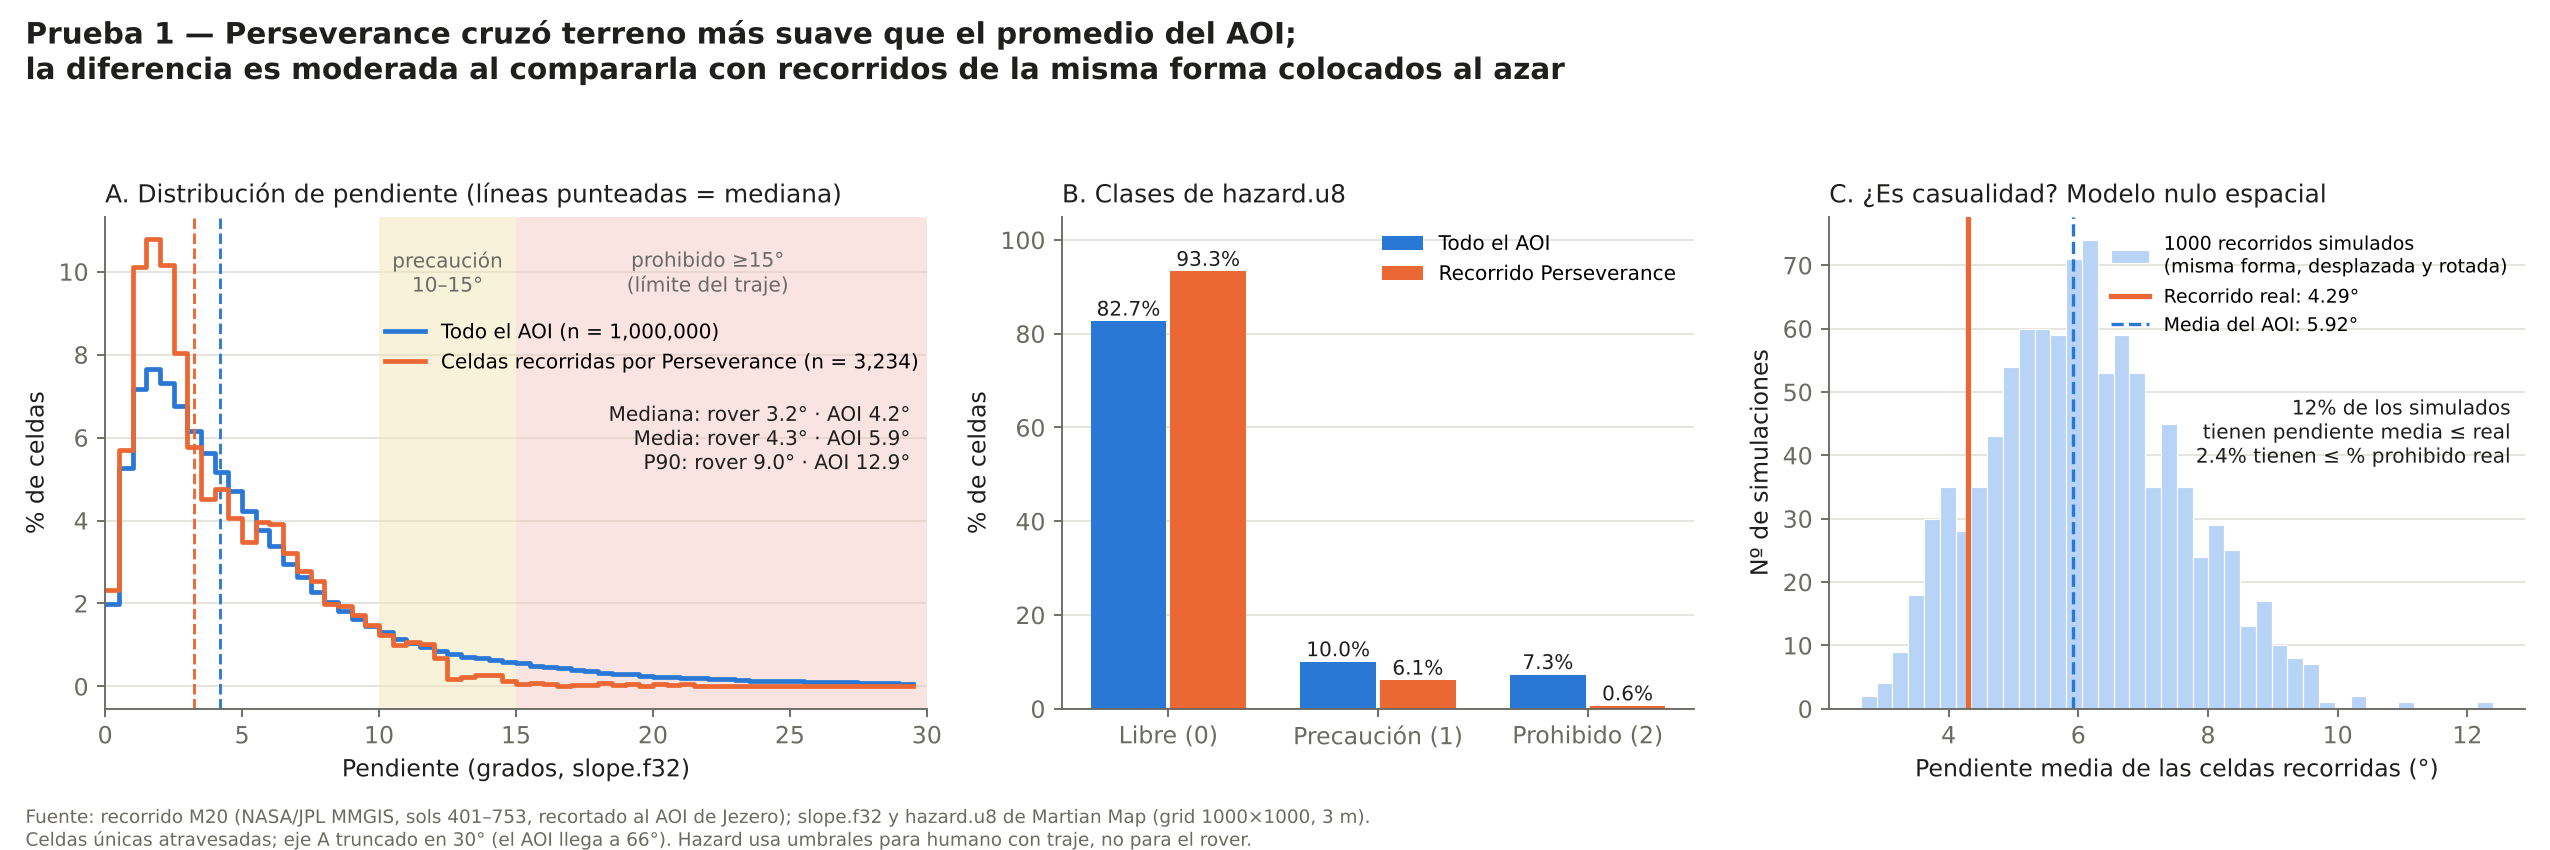 Prueba 1 — Perseverance cruzó terreno más suave que el promedio del AOI;
la diferencia es moderada al compararla con recorridos de la misma forma colocados al azar
A. Distribución de pendiente (líneas punteadas = mediana)
precaución
10–15°
prohibido ≥15°
(límite del traje)
Todo el AOI (n = 1,000,000)
Celdas recorridas por Perseverance (n = 3,234)
Mediana: rover 3.2° · AOI 4.2°
Media: rover 4.3° · AOI 5.9°
P90: rover 9.0° · AOI 12.9°
% de celdas
10
8
6
4
2
0
0 5 10 15 20 25 30
Pendiente (grados, slope.f32)
B. Clases de hazard.u8
Todo el AOI
Recorrido Perseverance
% de celdas
100
80
60
40
20
0
82.7% 93.3%
10.0% 6.1%
7.3% 0.6%
Libre (0) Precaución (1) Prohibido (2)
C. ¿Es casualidad? Modelo nulo espacial
1000 recorridos simulados
(misma forma, desplazada y rotada)
Recorrido real: 4.29°
Media del AOI: 5.92°
12% de los simulados
tienen pendiente media ≤ real
2.4% tienen ≤ % prohibido real
Nº de simulaciones
70
60
50
40
30
20
10
0
4 6 8 10 12
Pendiente media de las celdas recorridas (°)
Fuente: recorrido M20 (NASA/JPL MMGIS, sols 401–753, recortado al AOI de Jezero); slope.f32 y hazard.u8 de Martian Map (grid 1000×1000, 3 m).
Celdas únicas atravesadas; eje A truncado en 30° (el AOI llega a 66°). Hazard usa umbrales para humano con traje, no para el rover.